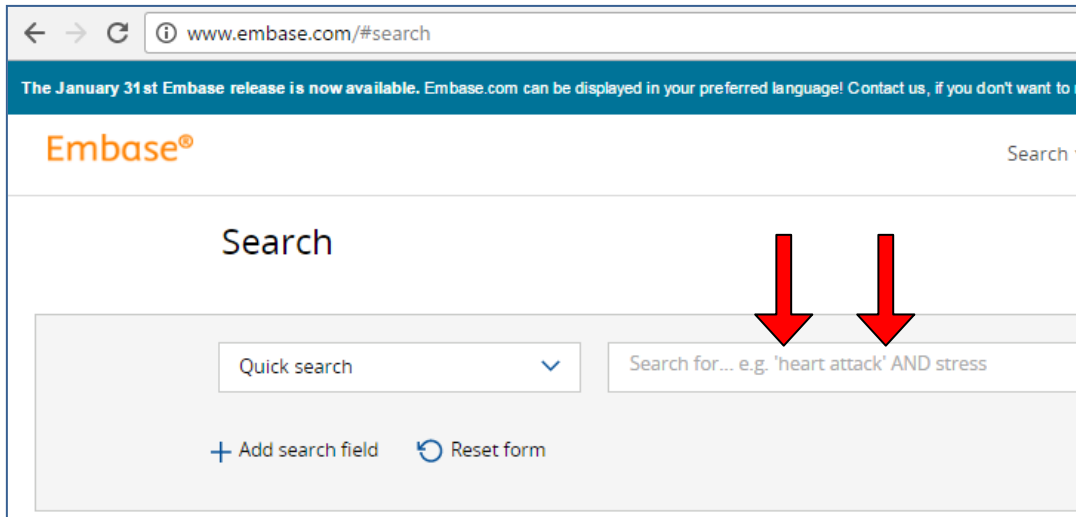 www.embase.com/#search
The January 31st Embase release is now available. Embase.com can be displayed in your preferred language! Contact us, if you don't want to
Embase®
Search
Search
Quick search
Search for... e.g. 'heart attack' AND stress
Add search field Reset form